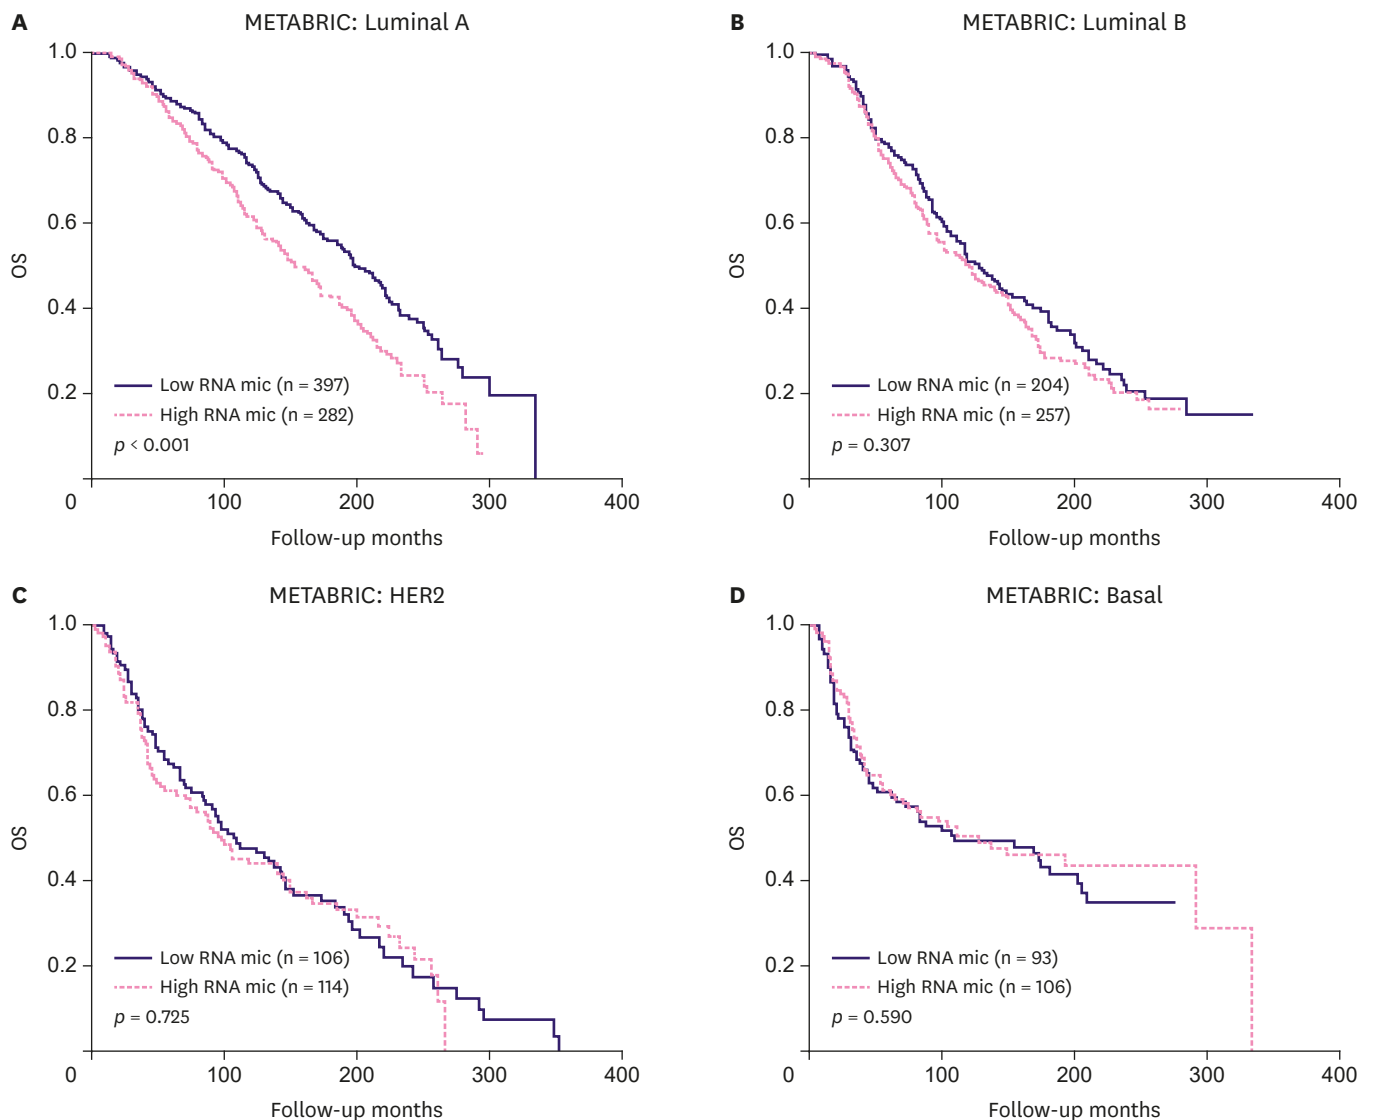 A
METABRIC: Luminal A
1.0
0.8
0.6
0.4
0.2
OS
Low RNA mic (n = 397)
High RNA mic (n = 282)
p < 0.001
0 100 200 300 400
Follow-up months
B
METABRIC: Luminal B
1.0
0.8
0.6
0.4
0.2
OS
Low RNA mic (n = 204)
High RNA mic (n = 257)
p = 0.307
0 100 200 300 400
Follow-up months
C
METABRIC: HER2
1.0
0.8
0.6
0.4
0.2
OS
Low RNA mic (n = 106)
High RNA mic (n = 114)
p = 0.725
0 100 200 300 400
Follow-up months
D
METABRIC: Basal
1.0
0.8
0.6
0.4
0.2
OS
Low RNA mic (n = 93)
High RNA mic (n = 106)
p = 0.590
0 100 200 300 400
Follow-up months